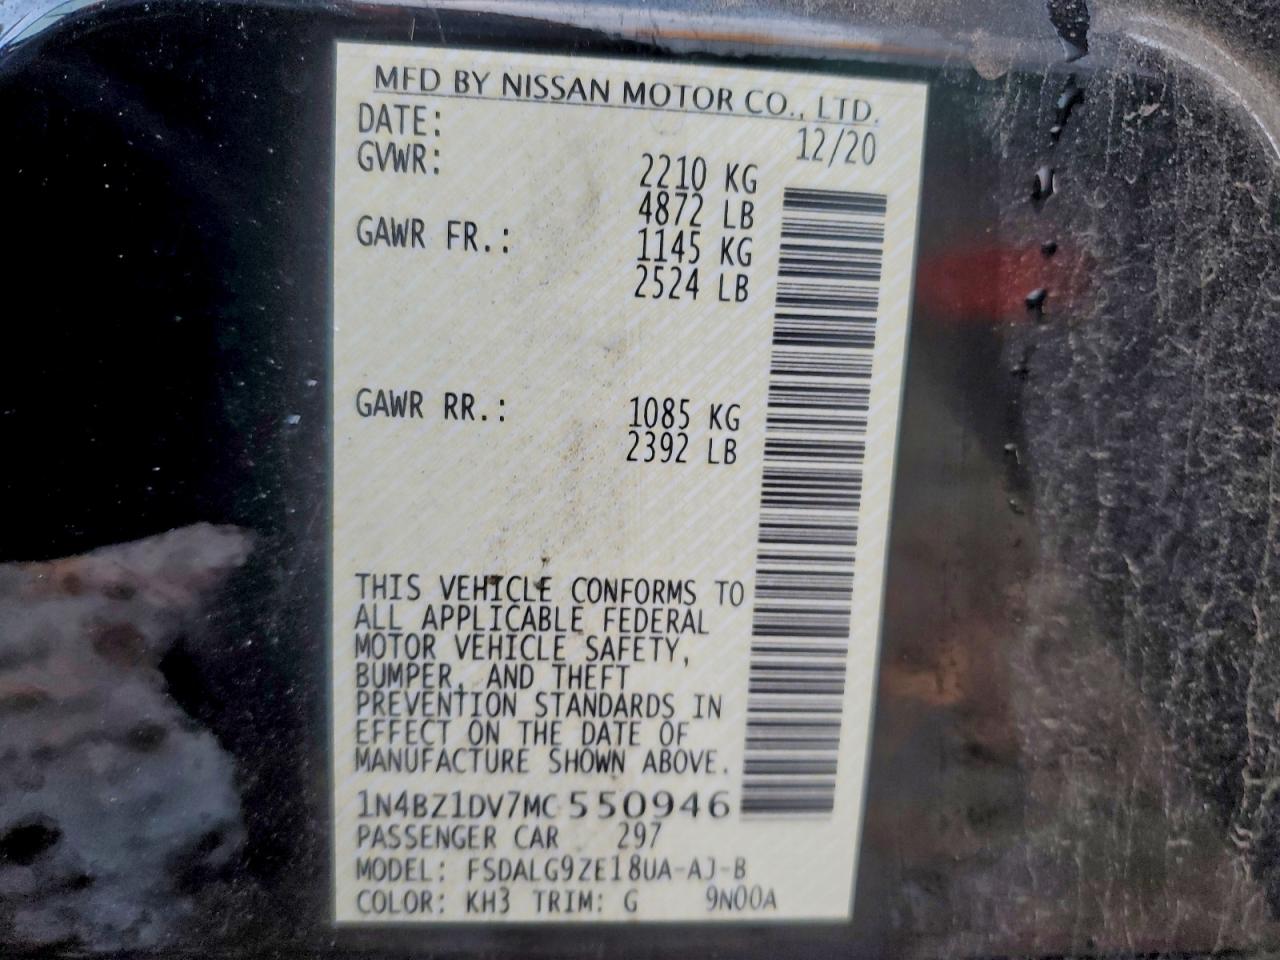 MFD BY NISSAN MOTOR CO., LTD.
DATE: 12/20
GVWR: 2210 KG
4872 LB
GAWR FR.: 1145 KG
2524 LB
GAWR RR.: 1085 KG
2392 LB
THIS VEHICLE CONFORMS TO
ALL APPLICABLE FEDERAL
MOTOR VEHICLE SAFETY,
BUMPER, AND THEFT
PREVENTION STANDARDS IN
EFFECT ON THE DATE OF
MANUFACTURE SHOWN ABOVE.
1N4BZ1DV7MC550946
PASSENGER CAR 297
MODEL: FSDALG9ZE18UA-AJ-B
COLOR: KH3 TRIM: G 9N00A